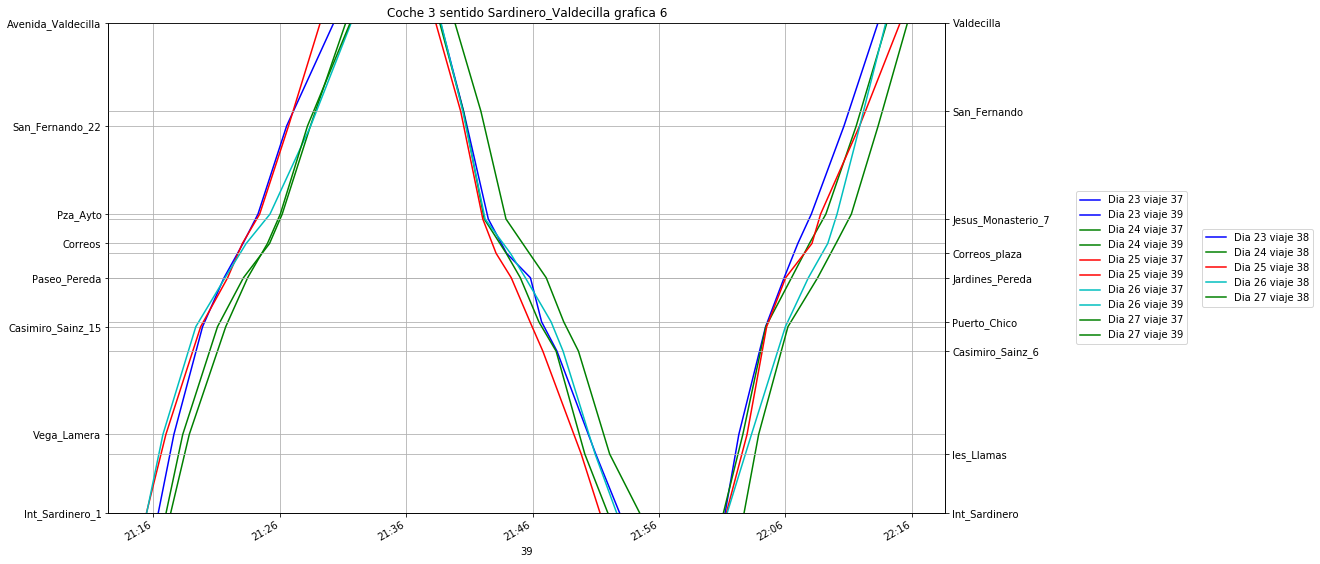 Coche 3 sentido Sardinero_Valdecilla grafica 6
Avenida_Valdecilla
San_Fernando_22
Pza_Ayto
Correos
Paseo_Pereda
Casimiro_Sainz_15
Vega_Lamera
Int_Sardinero_1
Valdecilla
San_Fernando
Jesus_Monasterio_7
Correos_plaza
Jardines_Pereda
Puerto_Chico
Casimiro_Sainz_6
Ies_Llamas
Int_Sardinero
21:16
21:26
21:36
21:46
21:56
22:06
22:16
39
Dia 23 viaje 37
Dia 23 viaje 39
Dia 24 viaje 37
Dia 24 viaje 39
Dia 25 viaje 37
Dia 25 viaje 39
Dia 26 viaje 37
Dia 26 viaje 39
Dia 27 viaje 37
Dia 27 viaje 39
Dia 23 viaje 38
Dia 24 viaje 38
Dia 25 viaje 38
Dia 26 viaje 38
Dia 27 viaje 38